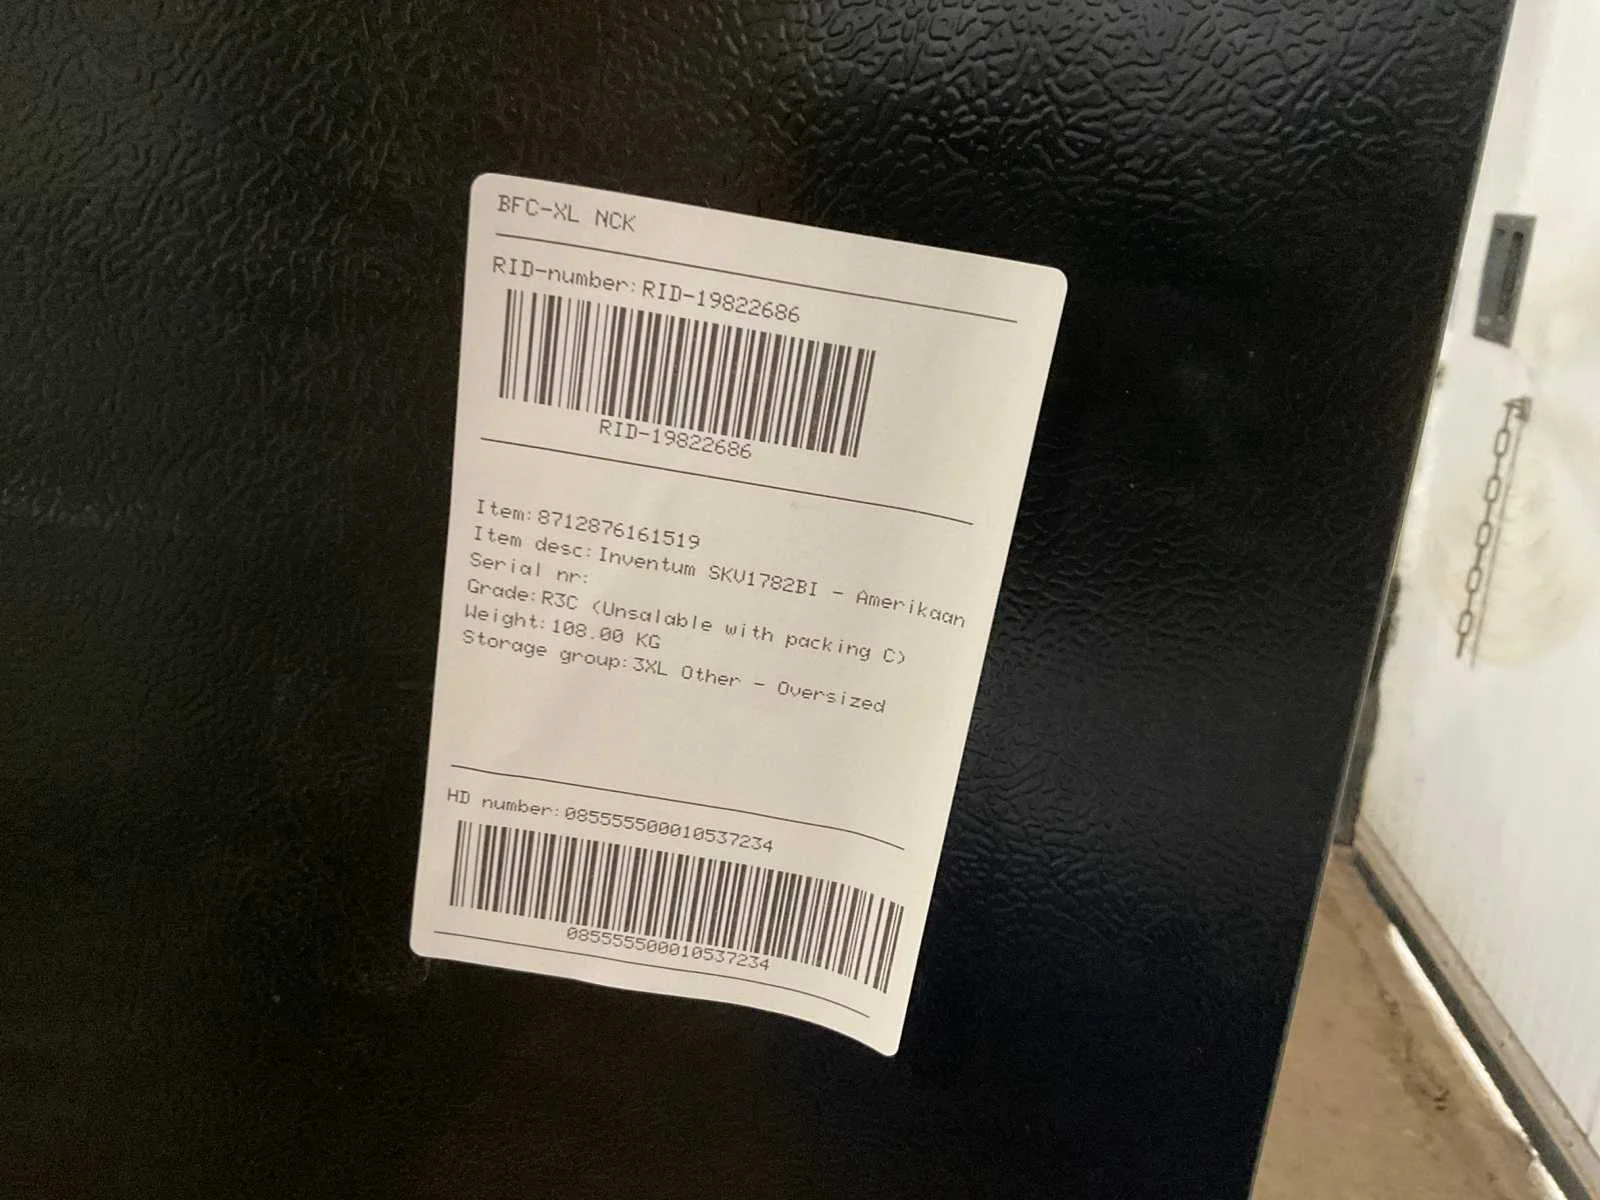 BFC-XL NCK
RID-number:RID-19822686
RID-19822686
Item:8712876161519
Item desc:Inventum SKV1782BI - Amerikaan
Serial nr:
Grade:R3C (Unsalable with packing C)
Weight:108.00 KG
Storage group:3XL Other - Oversized
HD number:085555500010537234
085555500010537234